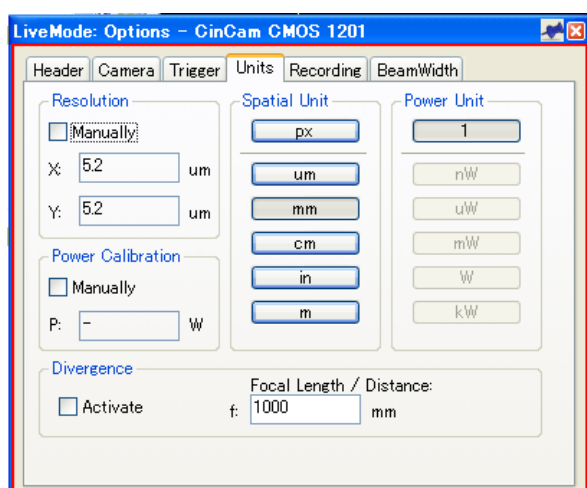 LiveMode: Options - CinCam CMOS 1201
Header Camera Trigger Units Recording BeamWidth
Resolution
Manually
X: 5.2 um
Y: 5.2 um
Power Calibration
Manually
P: - W
Spatial Unit
px
um
mm
cm
in
m
Power Unit
1
nW
uW
mW
W
kW
Divergence
Activate
Focal Length / Distance:
f: 1000 mm